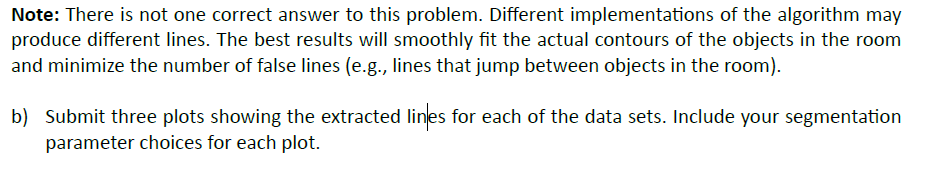 Note: There is not one correct answer to this problem. Different implementations of the algorithm may
produce different lines. The best results will smoothly fit the actual contours of the objects in the room
and minimize the number of false lines (e.g., lines that jump between objects in the room).
b) Submit three plots showing the extracted lines for each of the data sets. Include your segmentation
parameter choices for each plot.